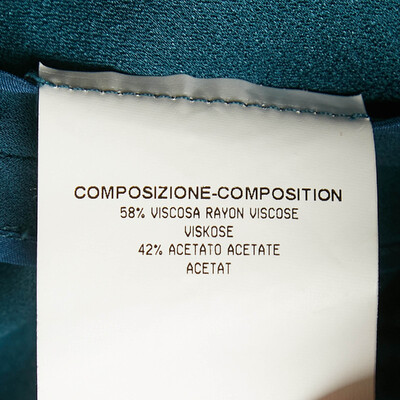 COMPOSIZIONE-COMPOSITION
58% VISCOSA RAYON VISCOSE
VISKOSE
42% ACETATO ACETATE
ACETAT